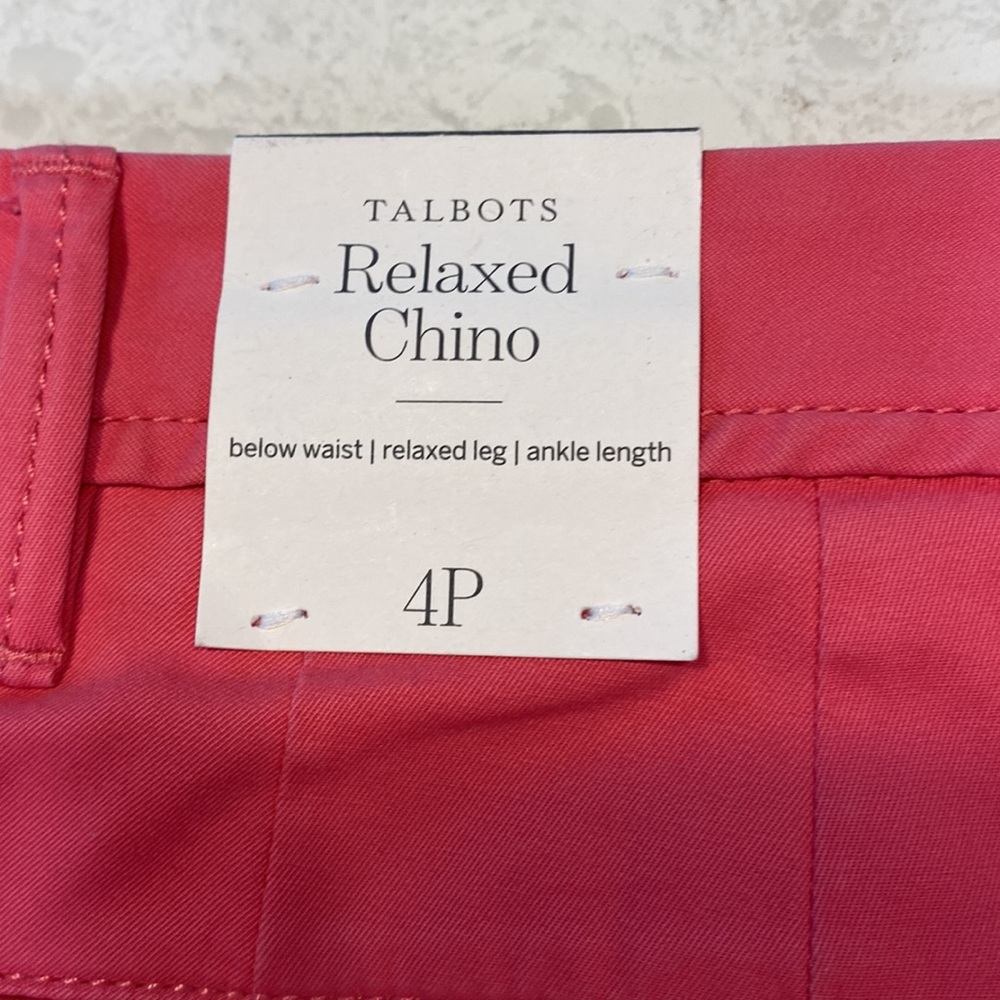 TALBOTS
Relaxed
Chino
below waist | relaxed leg | ankle length
4P